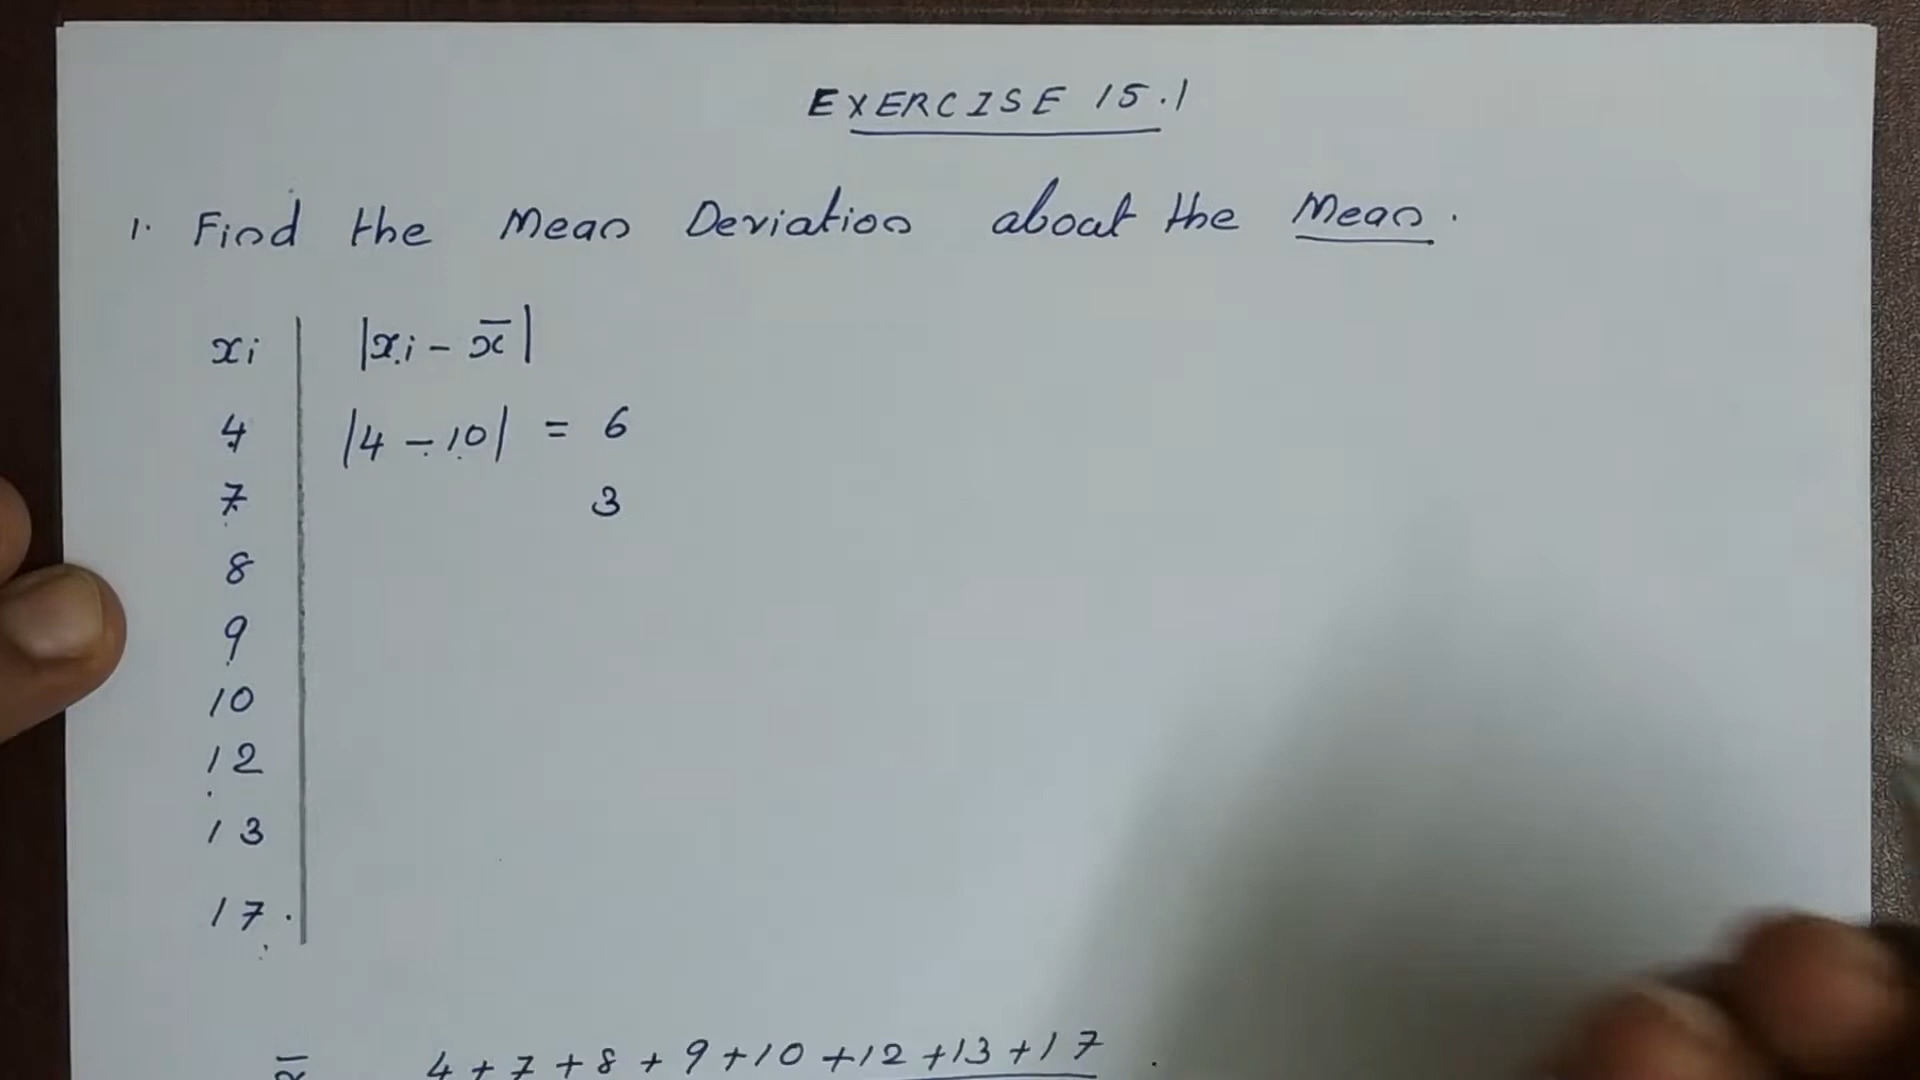 EXERCISE 15.1
1. Find the Mean Deviation about the Mean.
xi |xi - x̅|
4 |4 - 10| = 6
7 3
8
9
10
12
13
17.
x̅ 4+7+8+9+10+12+13+17